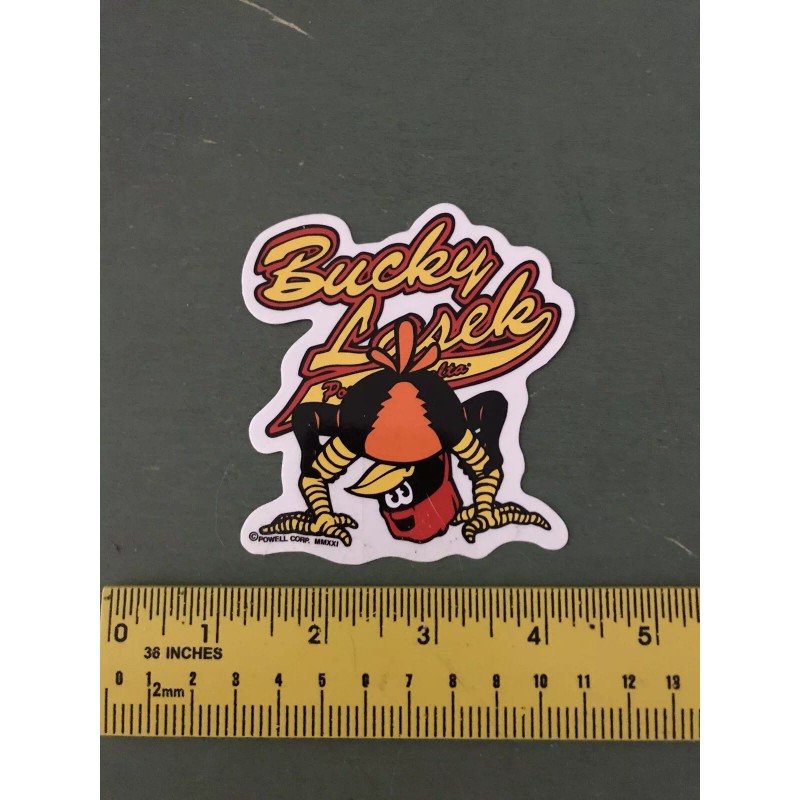 Bucky
Lasek
©POWELL CORP. MMXXI
0 1 2 3 4 5
36 INCHES
0 1 2 3 4 5 6 7 8 9 10 11 12 13
2mm